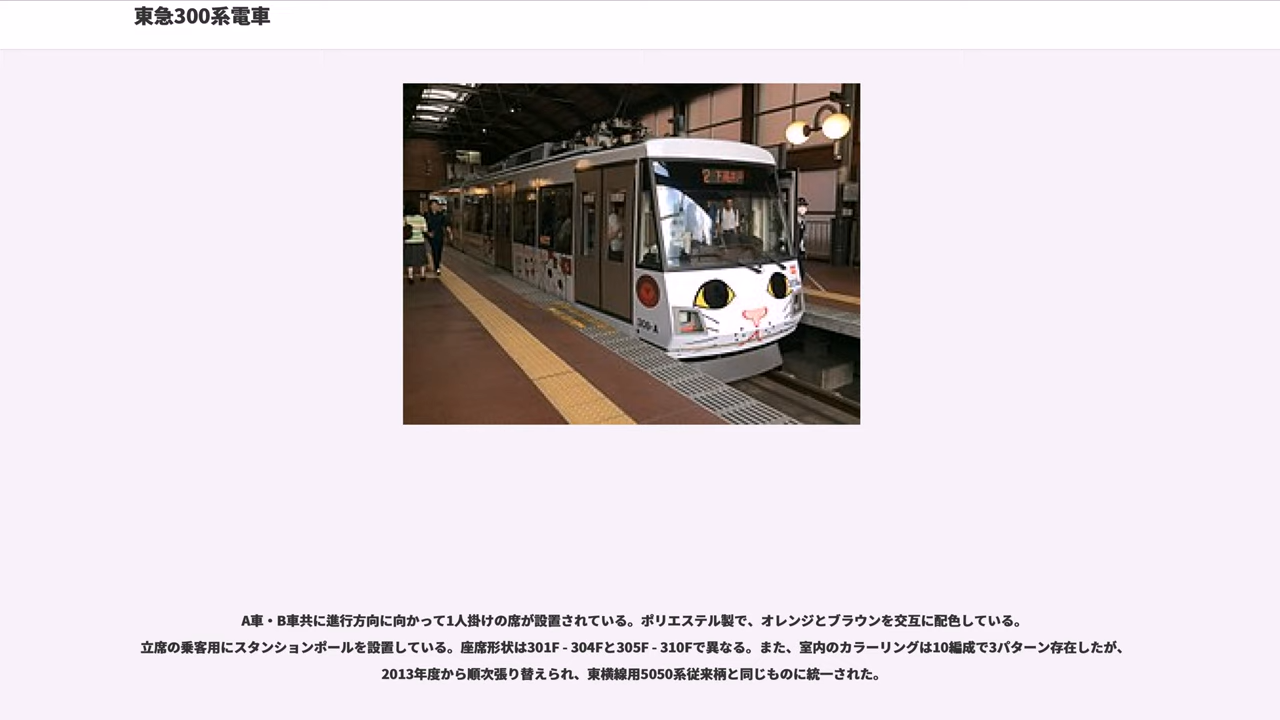 東急300系電車
2 下高井戸
309-A
A車・B車共に進行方向に向かって1人掛けの席が設置されている。ポリエステル製で、オレンジとブラウンを交互に配色している。
立席の乗客用にスタンションポールを設置している。座席形状は301F - 304Fと305F - 310Fで異なる。また、室内のカラーリングは10編成で3パターン存在したが、
2013年度から順次張り替えられ、東横線用5050系従来柄と同じものに統一された。